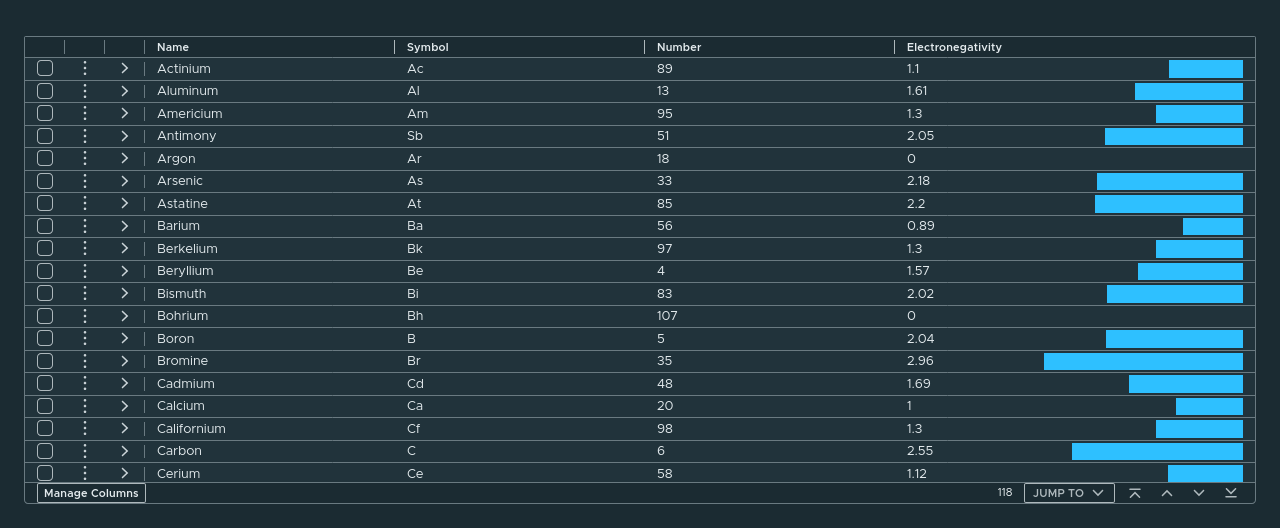 Name Symbol Number Electronegativity
Actinium Ac 89 1.1
Aluminum Al 13 1.61
Americium Am 95 1.3
Antimony Sb 51 2.05
Argon Ar 18 0
Arsenic As 33 2.18
Astatine At 85 2.2
Barium Ba 56 0.89
Berkelium Bk 97 1.3
Beryllium Be 4 1.57
Bismuth Bi 83 2.02
Bohrium Bh 107 0
Boron B 5 2.04
Bromine Br 35 2.96
Cadmium Cd 48 1.69
Calcium Ca 20 1
Californium Cf 98 1.3
Carbon C 6 2.55
Cerium Ce 58 1.12
Manage Columns 118 JUMP TO